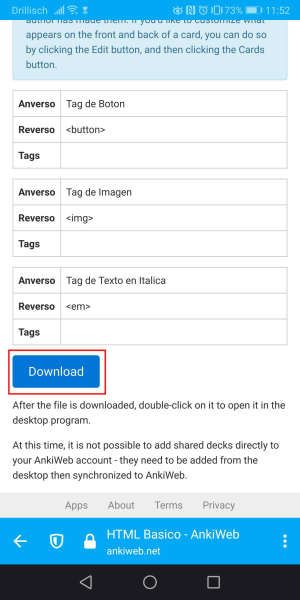 Drillisch 73% 11:52
author has made them. If you'd like to customize what
appears on the front and back of a card, you can do so
by clicking the Edit button, and then clicking the Cards
button.
Anverso Tag de Boton
Reverso <button>
Tags
Anverso Tag de Imagen
Reverso <img>
Tags
Anverso Tag de Texto en Italica
Reverso <em>
Tags
Download
After the file is downloaded, double-click on it to open it in the
desktop program.
At this time, it is not possible to add shared decks directly to
your AnkiWeb account - they need to be added from the
desktop then synchronized to AnkiWeb.
Apps About Terms Privacy
HTML Basico - AnkiWeb
ankiweb.net